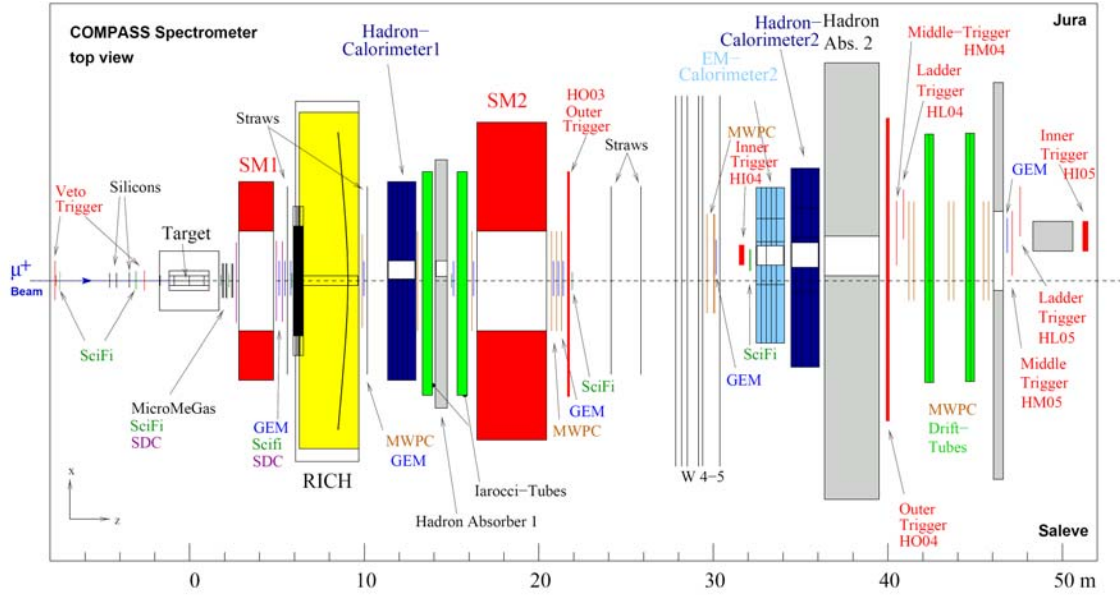 COMPASS Spectrometer
top view
Hadron−
Calorimeter1
Hadron−
Calorimeter2
Hadron
Abs. 2
Middle−Trigger
HM04
Jura
EM−
Calorimeter2
Ladder
Trigger
HL04
SM2
HO03
Outer
Trigger
Straws
Straws
MWPC
Inner
Trigger
HI04
Inner
Trigger
HI05
GEM
SM1
Veto
Trigger
Silicons
Target
μ+
Beam
SciFi
SciFi
GEM
SciFi
GEM
MWPC
Ladder
Trigger
HL05
Middle
Trigger
HM05
MicroMeGas
SciFi
SDC
GEM
Scifi
SDC
MWPC
GEM
MWPC
Drift−
Tubes
RICH
Iarocci−Tubes
Hadron Absorber 1
W 4−5
Outer
Trigger
HO04
Saleve
x
z
0
10
20
30
40
50 m